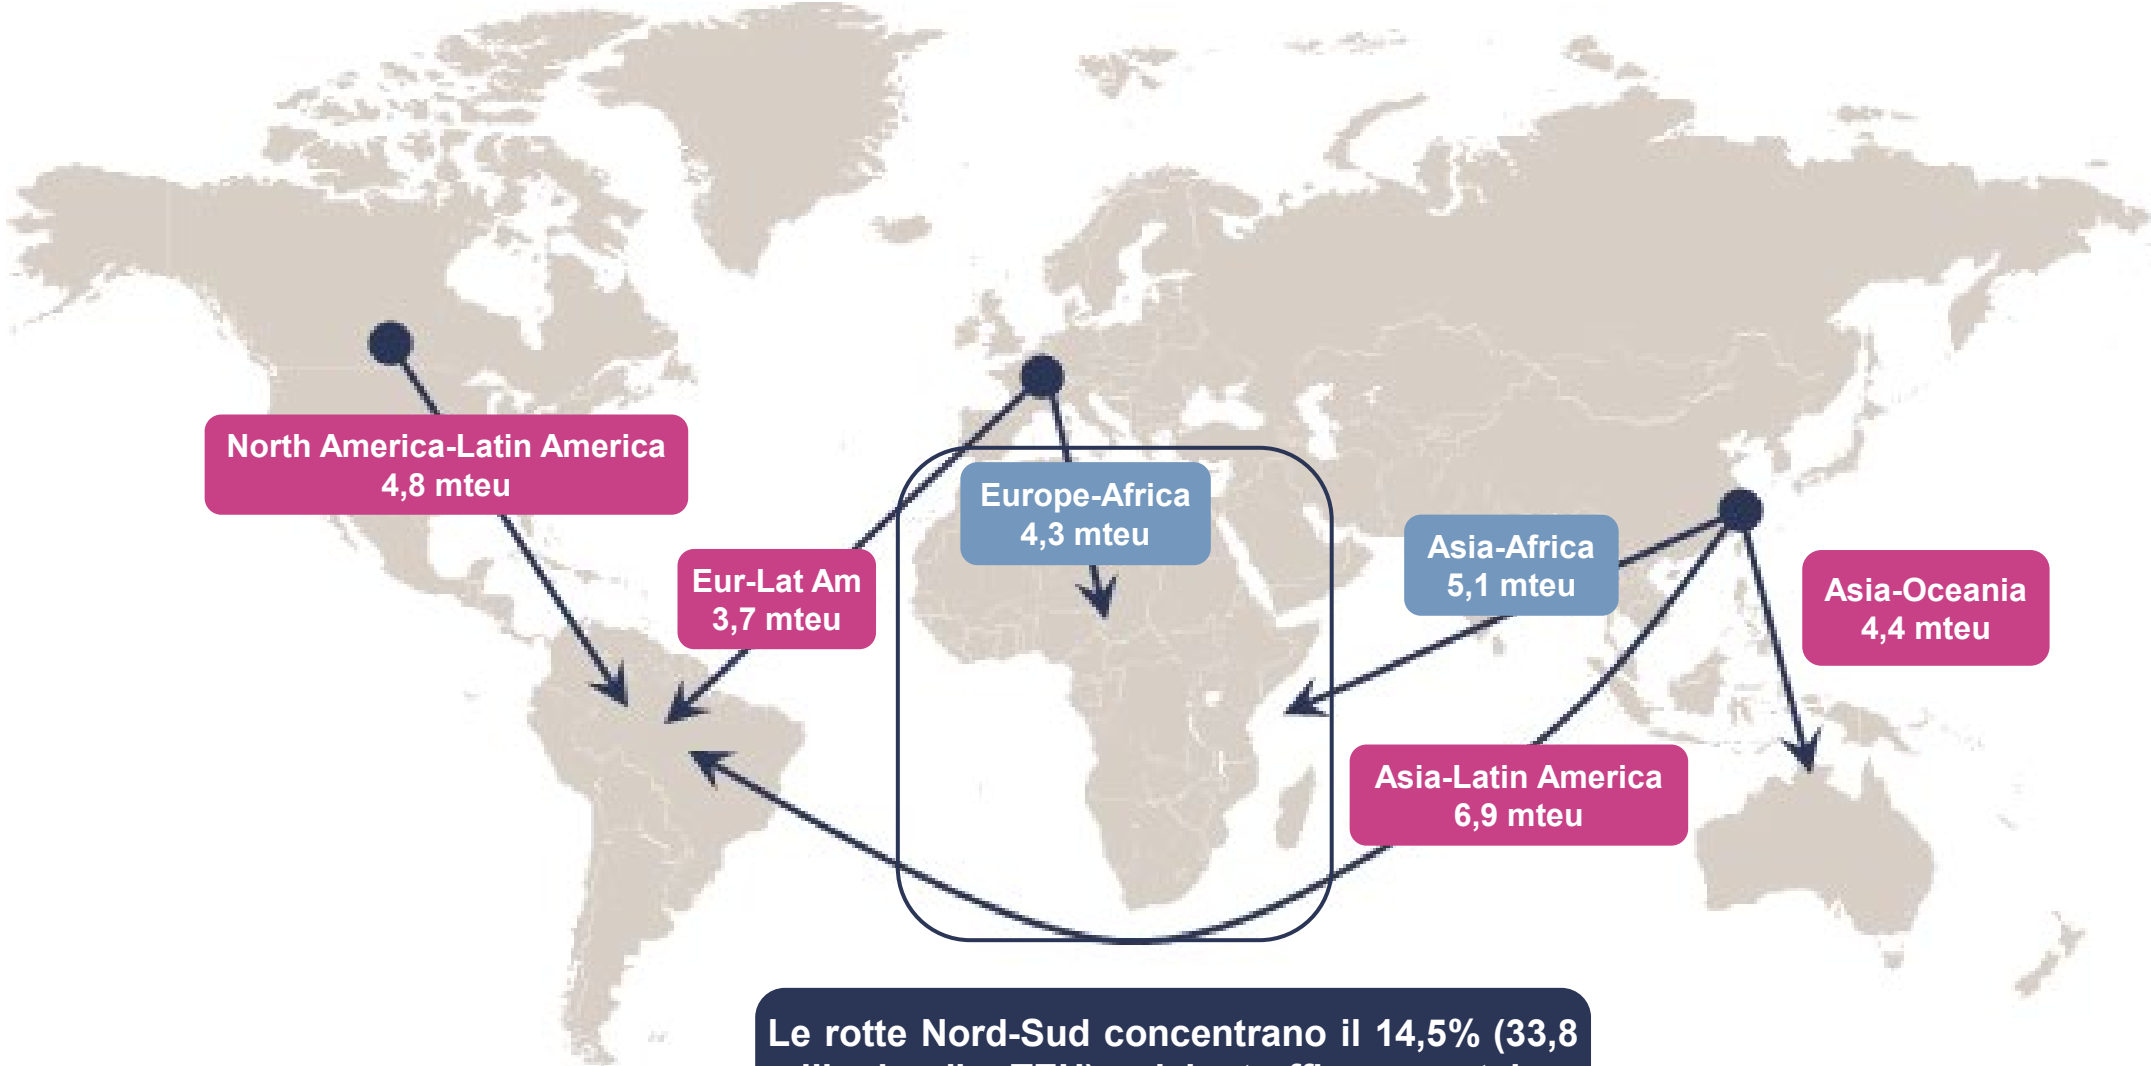 North America-Latin America
4,8 mteu
Europe-Africa
4,3 mteu
Eur-Lat Am
3,7 mteu
Asia-Africa
5,1 mteu
Asia-Oceania
4,4 mteu
Asia-Latin America
6,9 mteu
Le rotte Nord-Sud concentrano il 14,5% (33,8